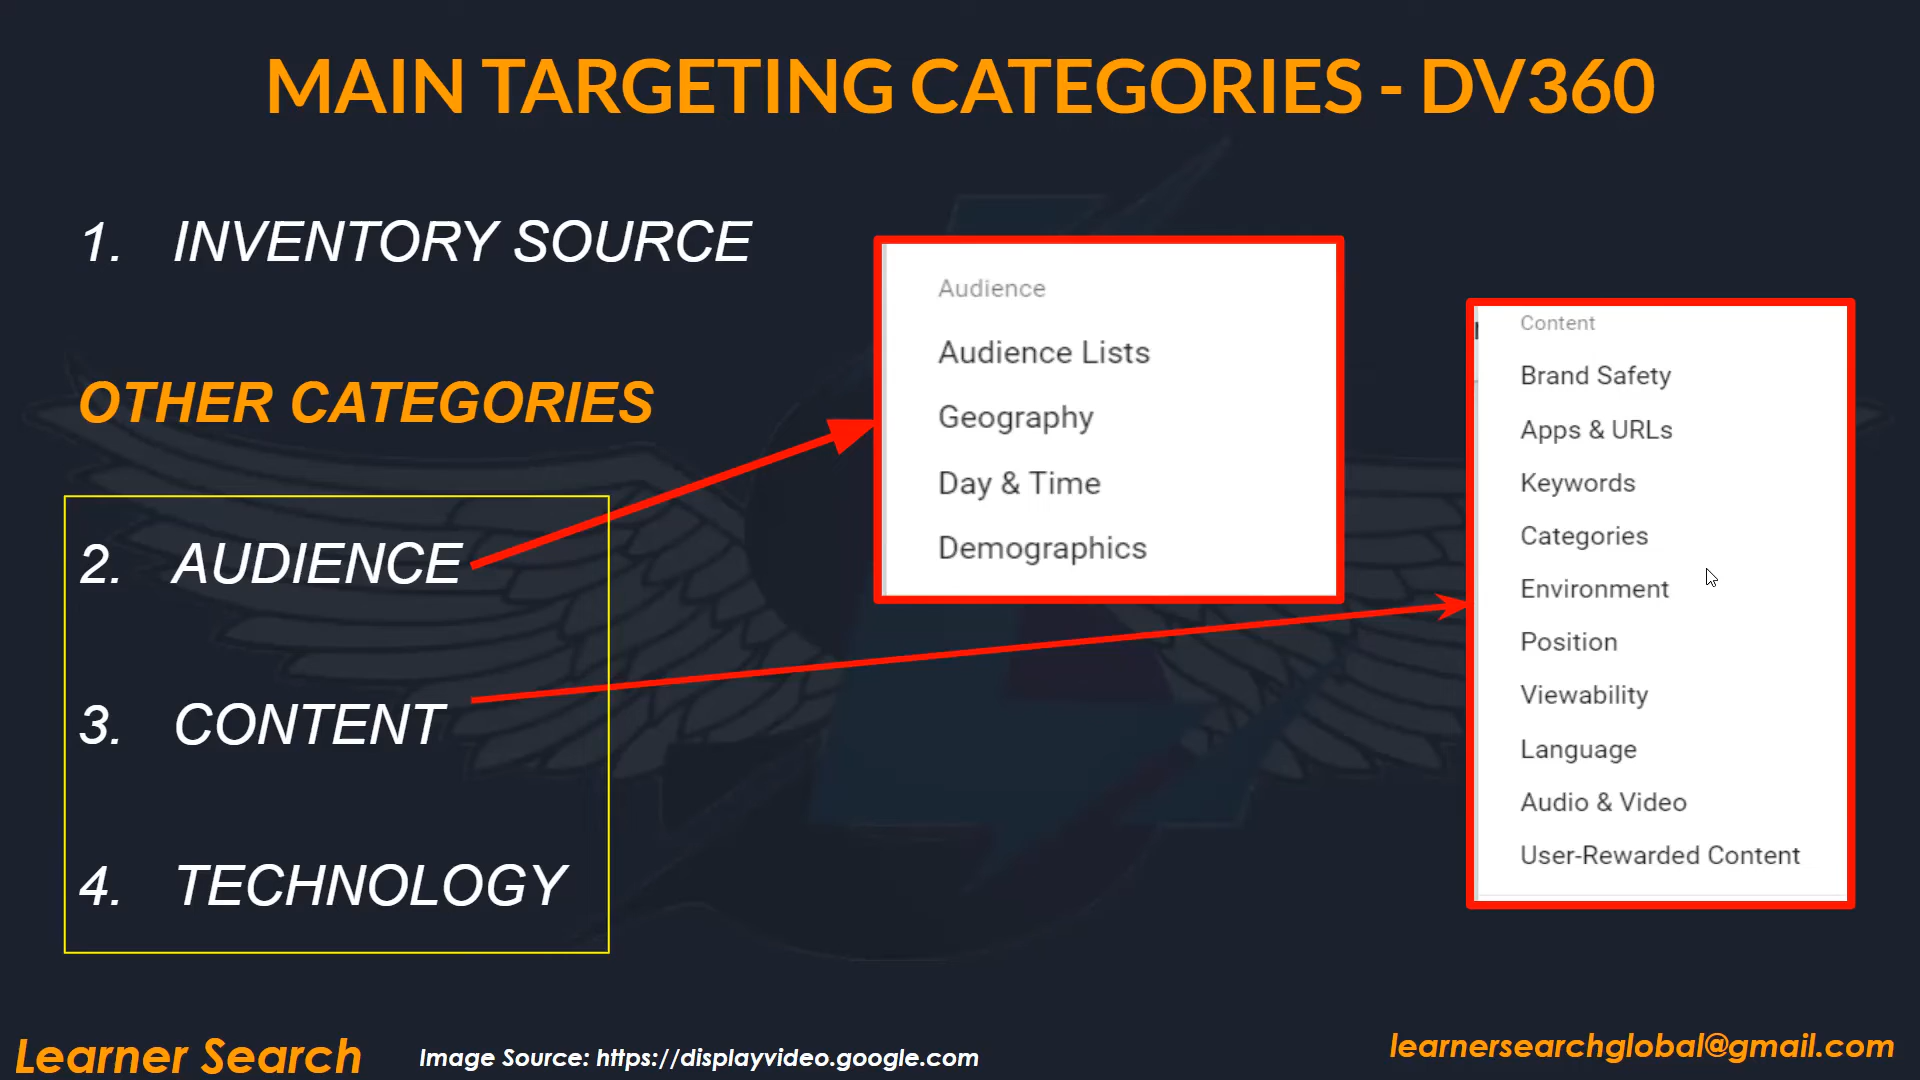 MAIN TARGETING CATEGORIES - DV360
1. INVENTORY SOURCE
OTHER CATEGORIES
2. AUDIENCE
3. CONTENT
4. TECHNOLOGY
Audience
Audience Lists
Geography
Day & Time
Demographics
Content
Brand Safety
Apps & URLs
Keywords
Categories
Environment
Position
Viewability
Language
Audio & Video
User-Rewarded Content
Learner Search
Image Source: https://displayvideo.google.com
learnersearchglobal@gmail.com